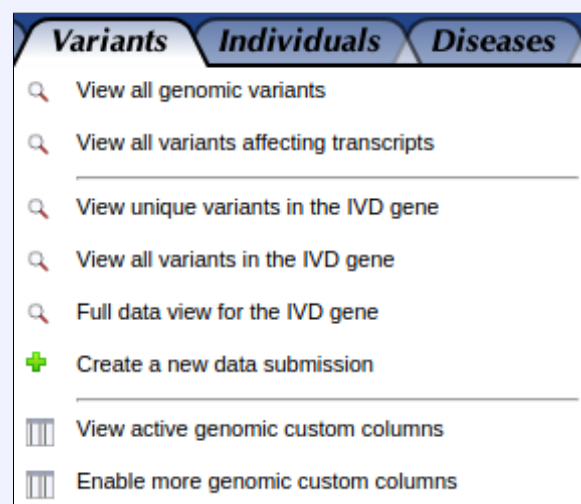 Variants Individuals Diseases
View all genomic variants
View all variants affecting transcripts
View unique variants in the IVD gene
View all variants in the IVD gene
Full data view for the IVD gene
Create a new data submission
View active genomic custom columns
Enable more genomic custom columns